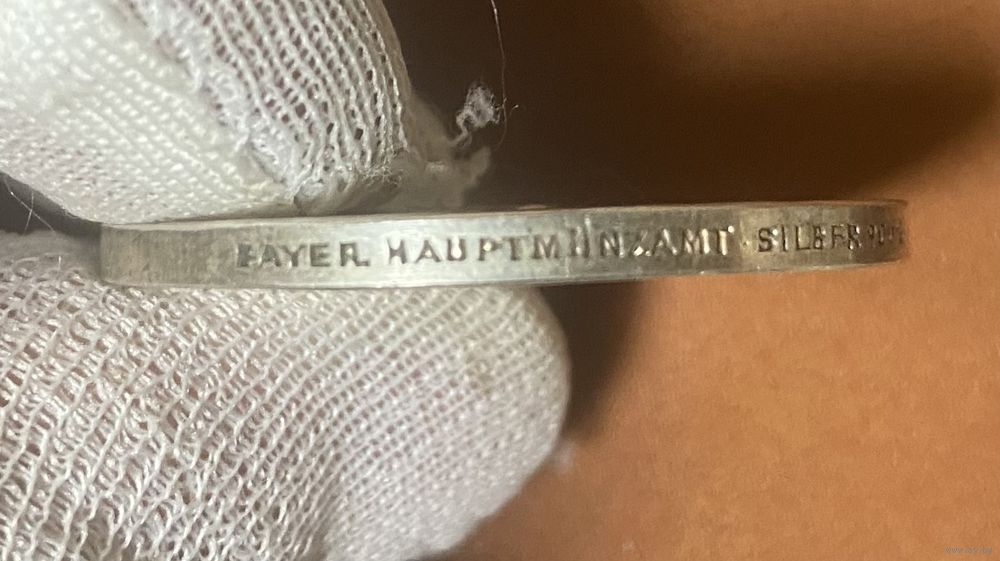 BAYER. HAUPTMÜNZAMT · SILBER